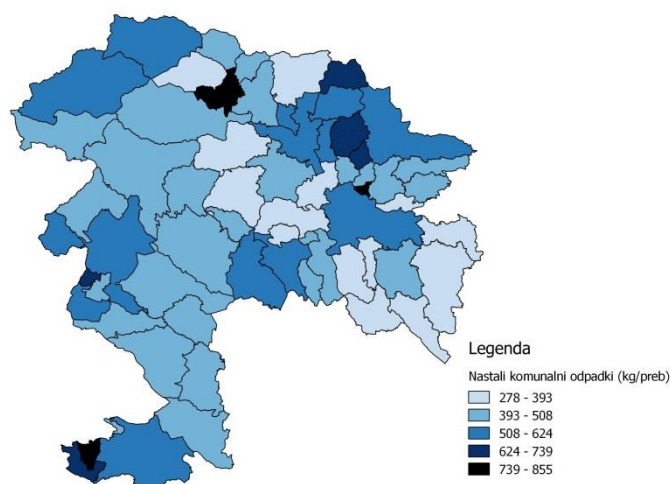 Legenda
Nastali komunalni odpadki (kg/preb)
278 - 393
393 - 508
508 - 624
624 - 739
739 - 855